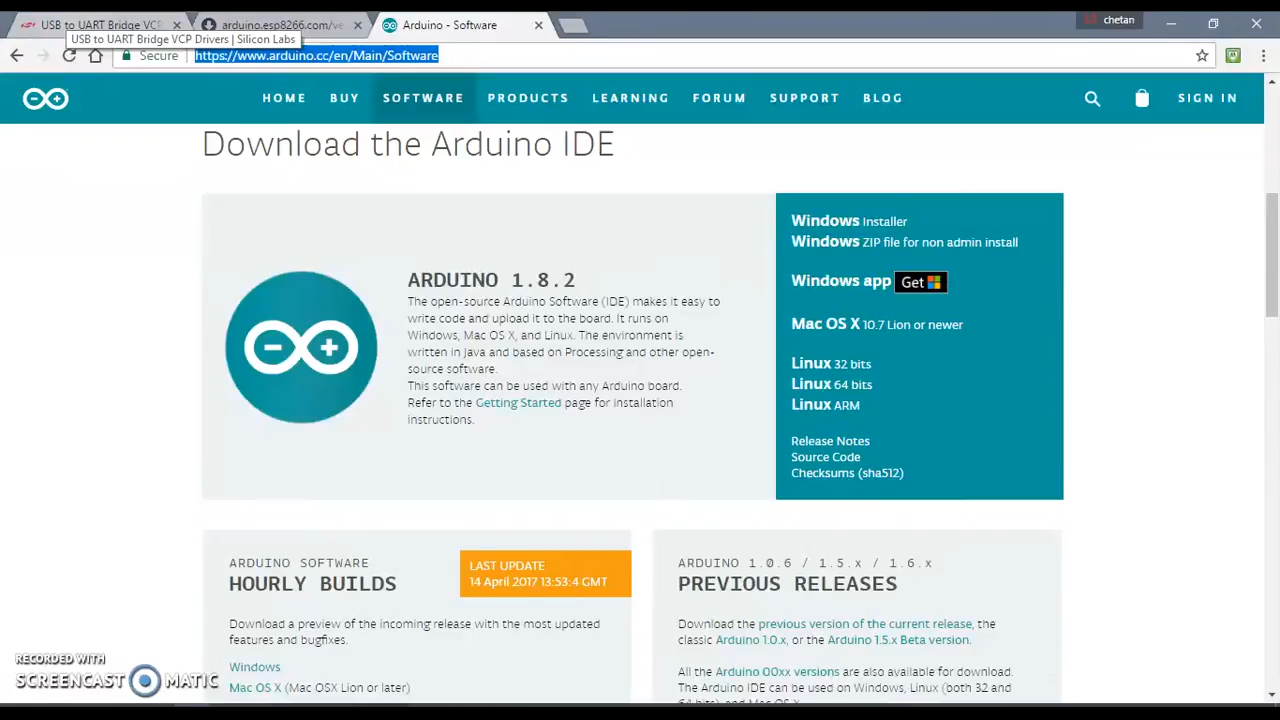 USB to UART Bridge VCP
arduino.esp8266.com/ve
Arduino - Software
chetan
USB to UART Bridge VCP Drivers | Silicon Labs
Secure
https://www.arduino.cc/en/Main/Software
HOME
BUY
SOFTWARE
PRODUCTS
LEARNING
FORUM
SUPPORT
BLOG
SIGN IN
Download the Arduino IDE
ARDUINO 1.8.2
The open-source Arduino Software (IDE) makes it easy to
write code and upload it to the board. It runs on
Windows, Mac OS X, and Linux. The environment is
written in Java and based on Processing and other open-
source software.
This software can be used with any Arduino board.
Refer to the Getting Started page for Installation
instructions.
Windows Installer
Windows ZIP file for non admin install
Windows app Get
Mac OS X 10.7 Lion or newer
Linux 32 bits
Linux 64 bits
Linux ARM
Release Notes
Source Code
Checksums (sha512)
ARDUINO SOFTWARE
HOURLY BUILDS
LAST UPDATE
14 April 2017 13:53:4 GMT
Download a preview of the incoming release with the most updated
features and bugfixes.
Windows
Mac OS X (Mac OSX Lion or later)
ARDUINO 1.0.6 / 1.5.x / 1.6.x
PREVIOUS RELEASES
Download the previous version of the current release, the
classic Arduino 1.0.x, or the Arduino 1.5.x Beta version.
All the Arduino 00xx versions are also available for download.
The Arduino IDE can be used on Windows, Linux (both 32 and
64 bits), and Mac OS X.
RECORDED WITH
SCREENCAST MATIC